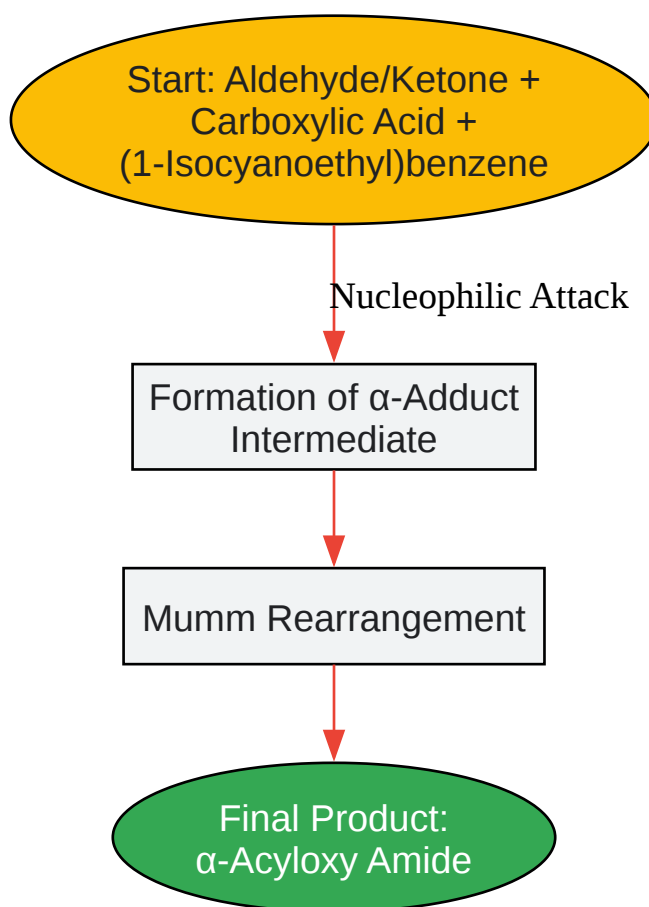 Start: Aldehyde/Ketone +
Carboxylic Acid +
(1-Isocyanoethyl)benzene
Nucleophilic Attack
Formation of α-Adduct
Intermediate
Mumm Rearrangement
Final Product:
α-Acyloxy Amide